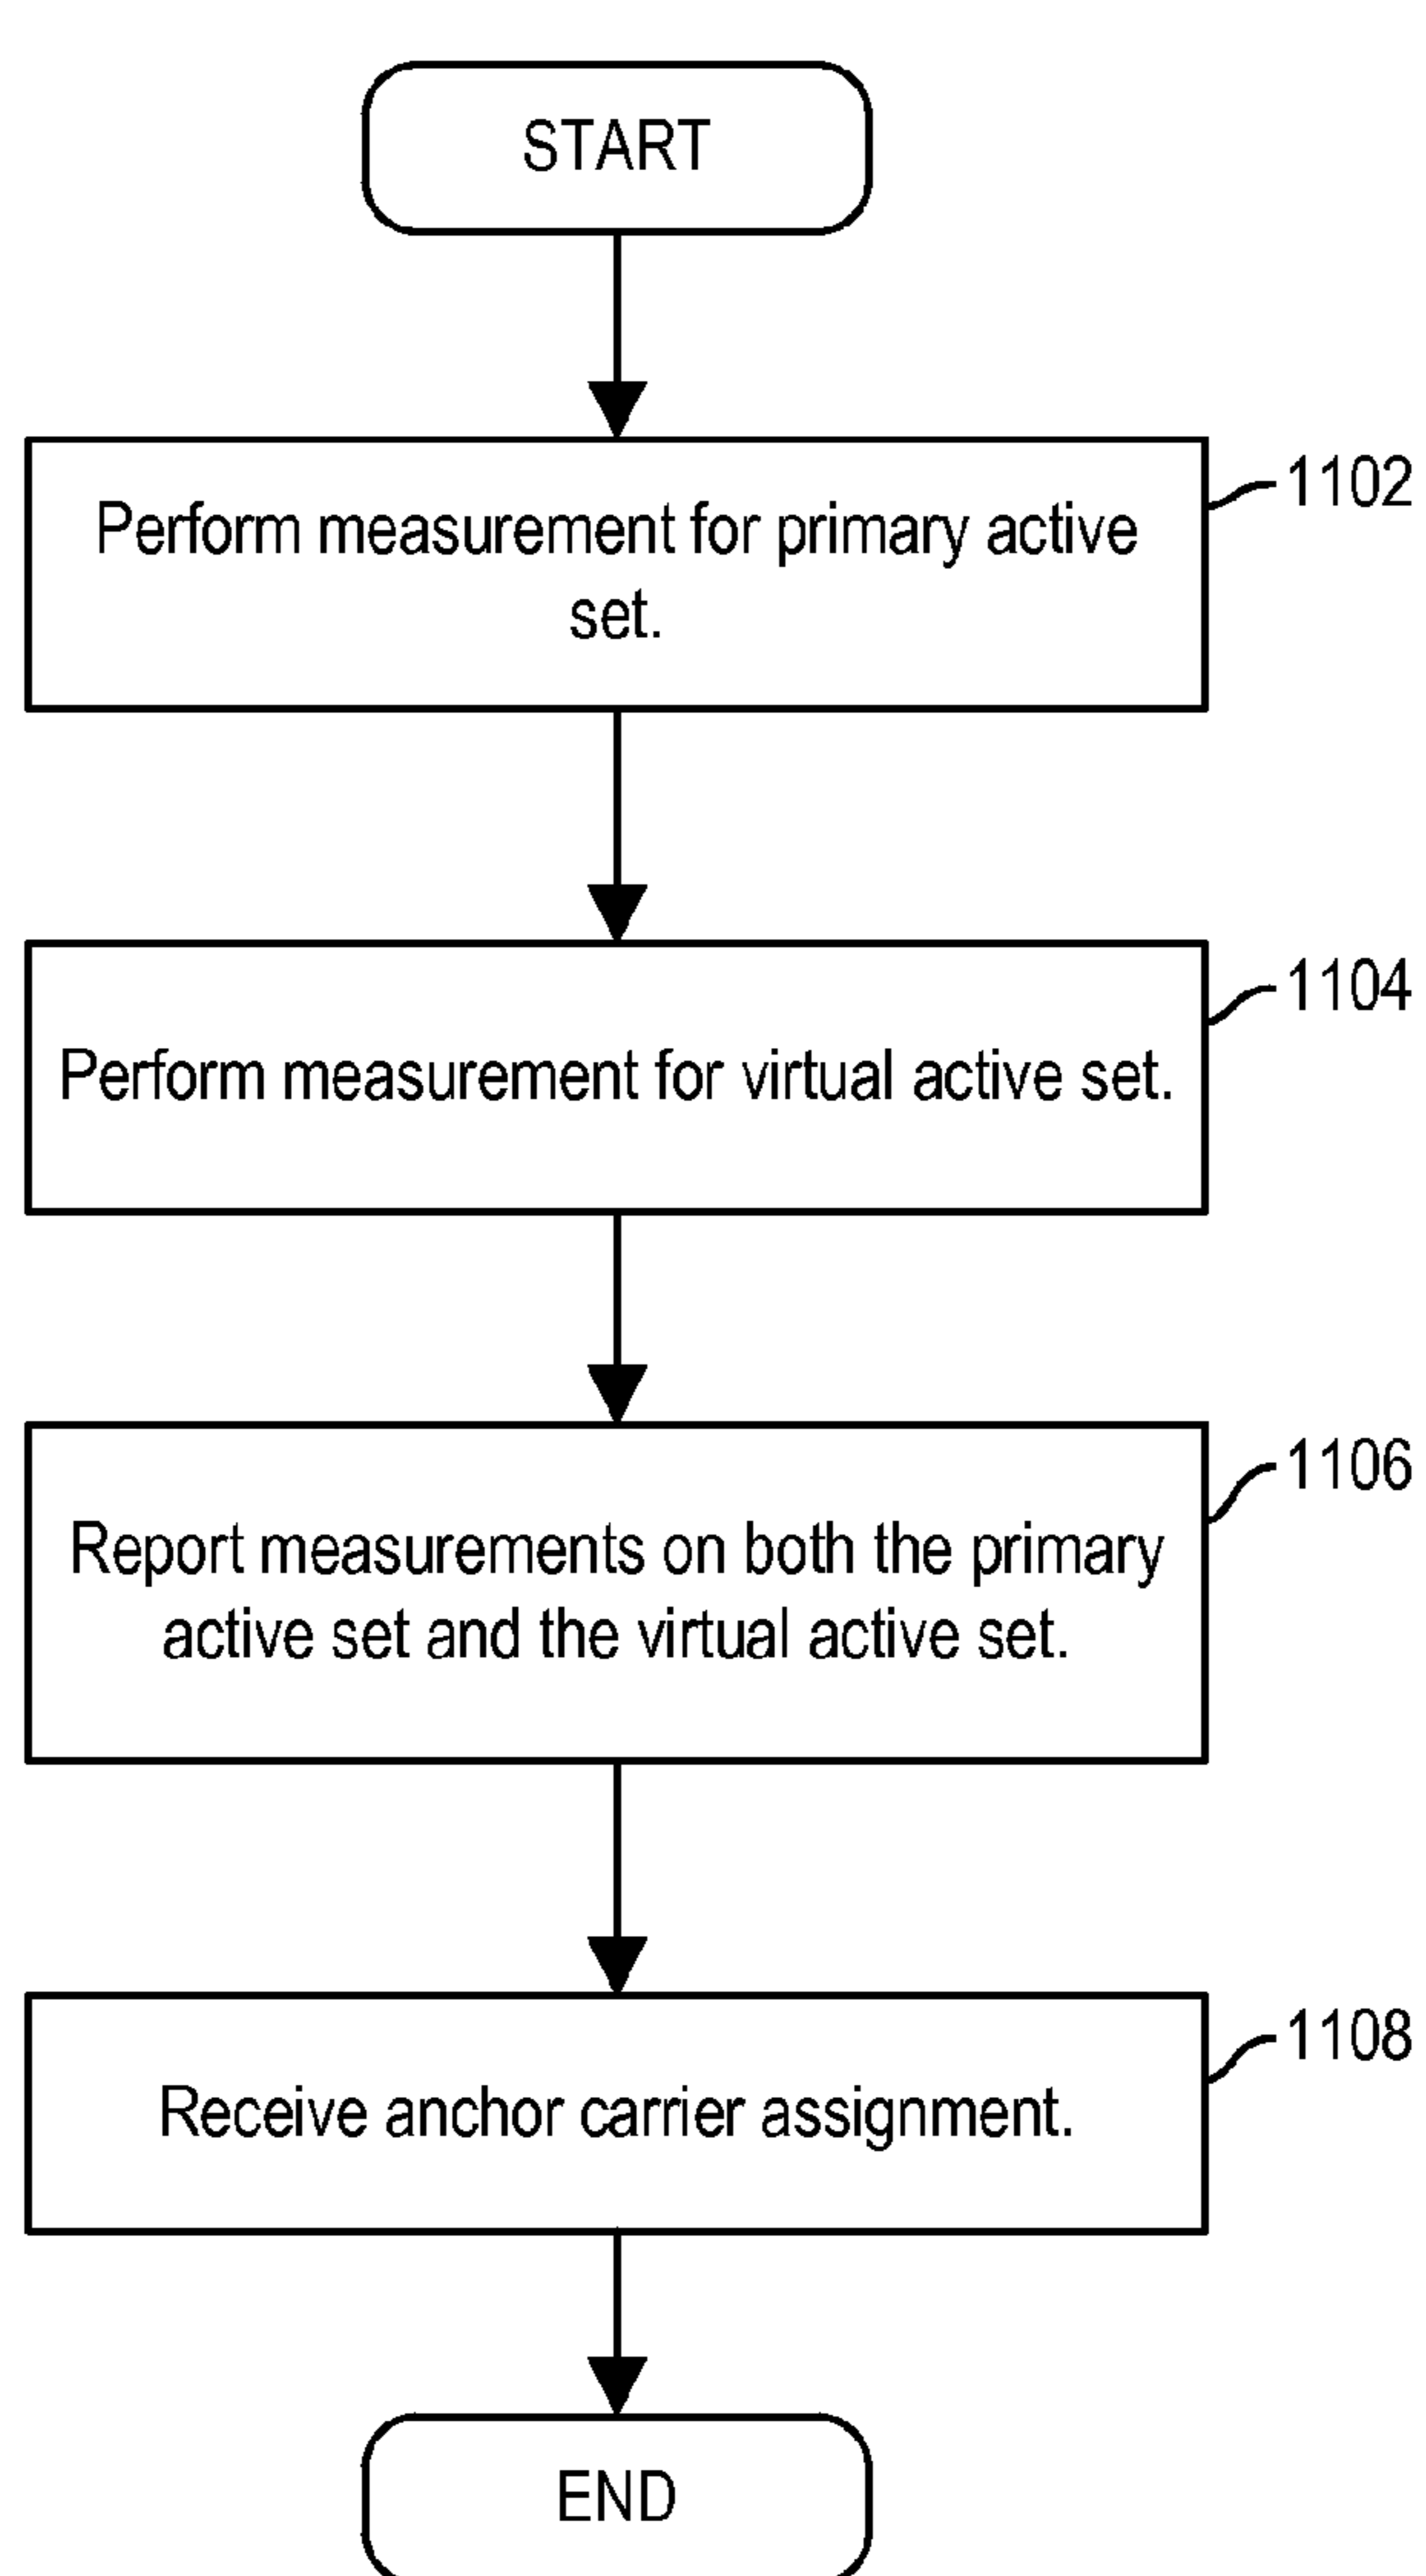 START
1102
Perform measurement for primary active
set.
1104
Perform measurement for virtual active set.
1106
Report measurements on both the primary
active set and the virtual active set.
1108
Receive anchor carrier assignment.
END